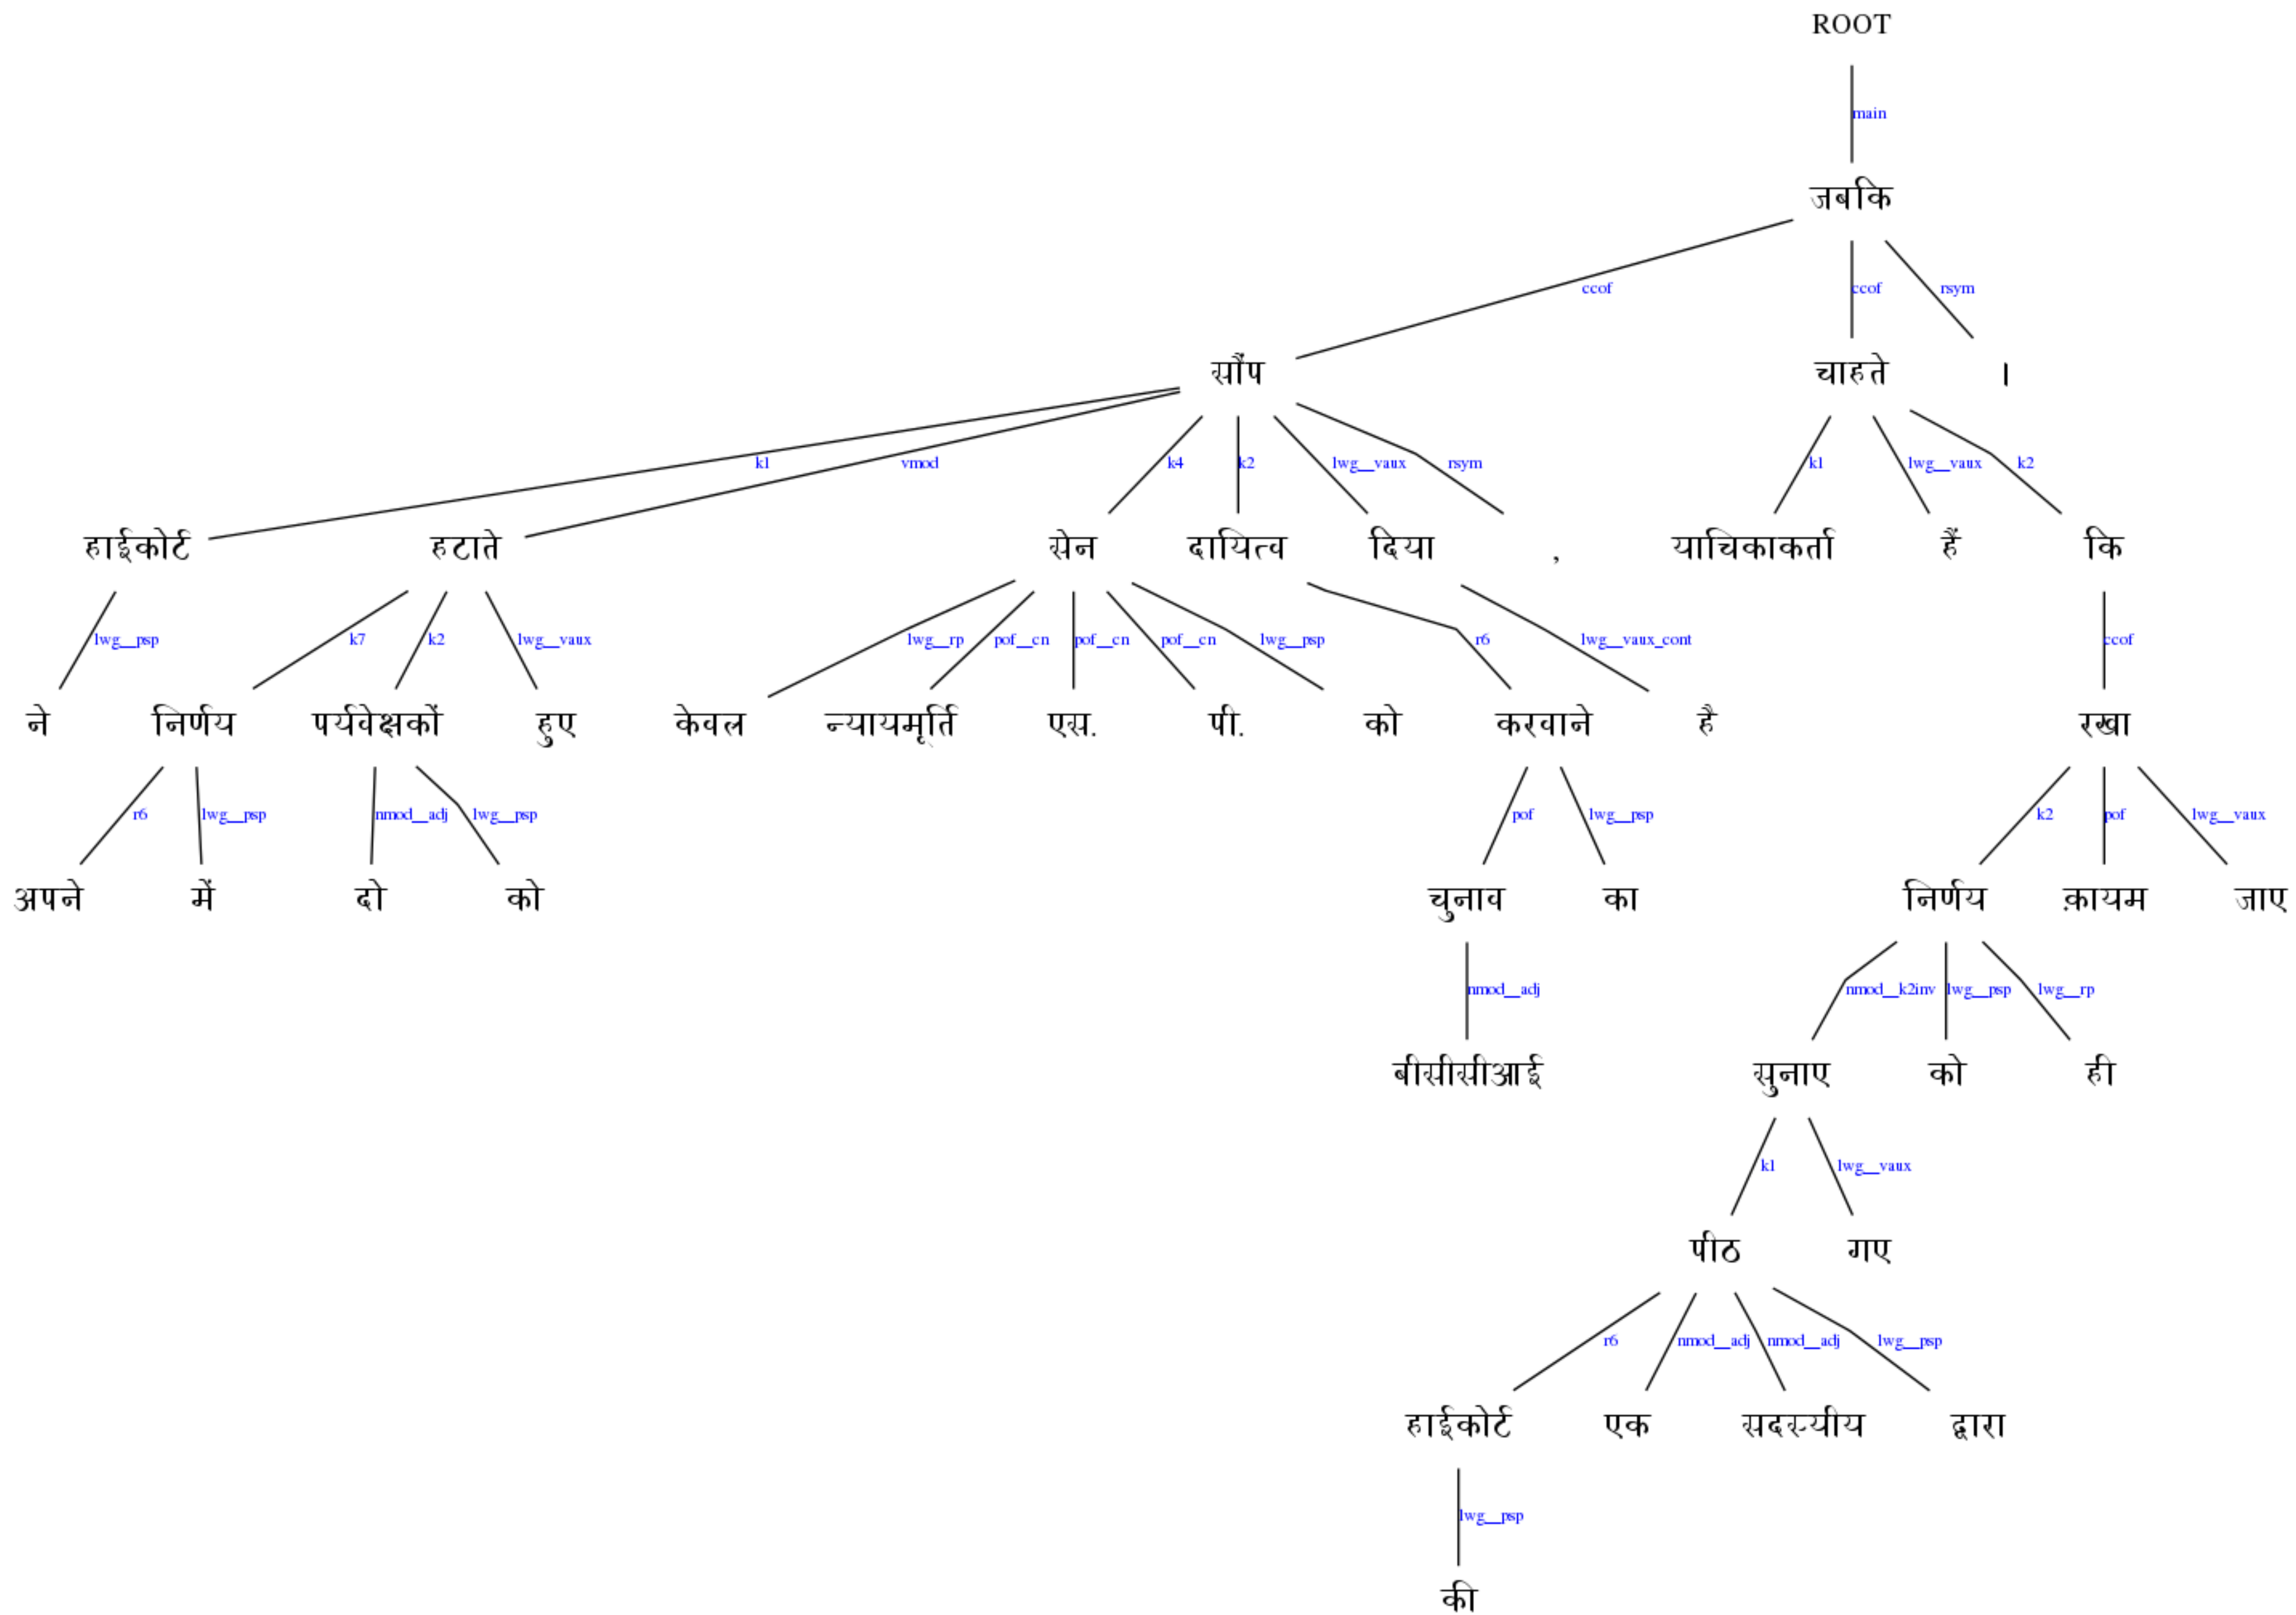 ROOT
main
जबकि
ccof ccof rsym
सौंप चाहते ।
k1 vmod k4 k2 lwg__vaux rsym k1 lwg__vaux k2
हाईकोर्ट हटाते सेन दायित्व दिया , याचिकाकर्ता हैं कि
lwg__psp k7 k2 lwg__vaux lwg__rp pof__cn pof__cn pof__cn lwg__psp r6 lwg__vaux_cont ccof
ने निर्णय पर्यवेक्षकों हुए केवल न्यायमूर्ति एस. पी. को करवाने है रखा
r6 lwg__psp nmod__adj lwg__psp pof lwg__psp k2 pof lwg__vaux
अपने में दो को चुनाव का निर्णय क़ायम जाए
nmod__adj nmod__k2inv lwg__psp lwg__rp
बीसीसीआई सुनाए को ही
k1 lwg__vaux
पीठ गए
r6 nmod__adj nmod__adj lwg__psp
हाईकोर्ट एक सदस्यीय द्वारा
lwg__psp
की